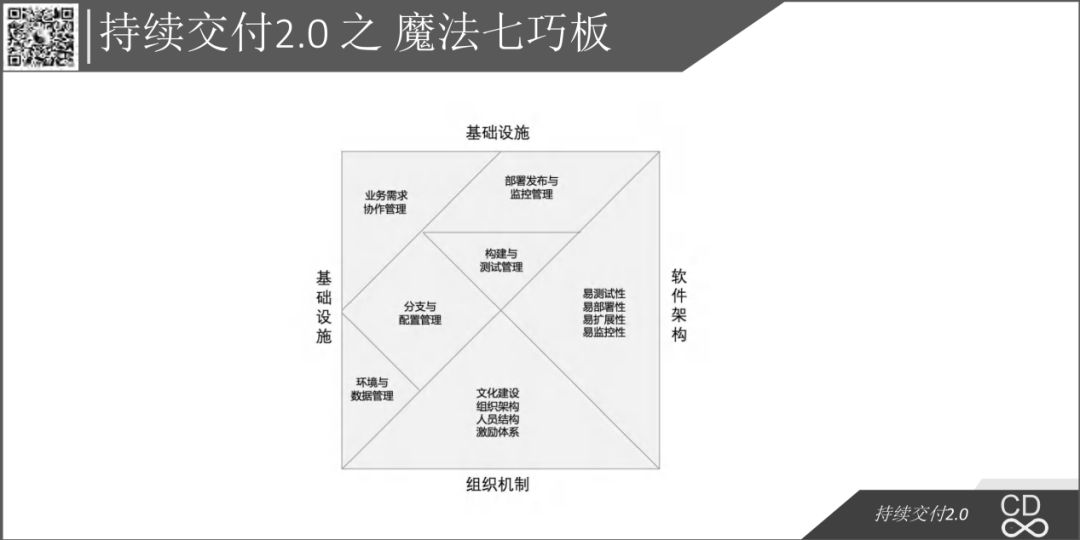 持续交付2.0 之 魔法七巧板
基础设施
业务需求
协作管理
部署发布与
监控管理
构建与
测试管理
基础设施
分支与
配置管理
易测试性
易部署性
易扩展性
易监控性
软件架构
环境与
数据管理
文化建设
组织架构
人员结构
激励体系
组织机制
持续交付2.0
CD